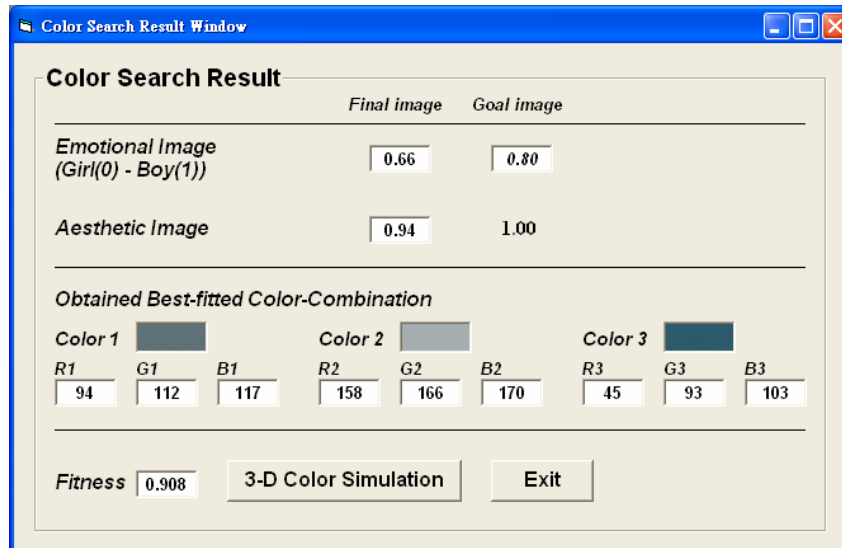 Color Search Result Window
Color Search Result
Final image Goal image
Emotional Image
(Girl(0) - Boy(1))
0.66 0.80
Aesthetic Image 0.94 1.00
Obtained Best-fitted Color-Combination
Color 1 Color 2 Color 3
R1 G1 B1 R2 G2 B2 R3 G3 B3
94 112 117 158 166 170 45 93 103
Fitness 0.908 3-D Color Simulation Exit